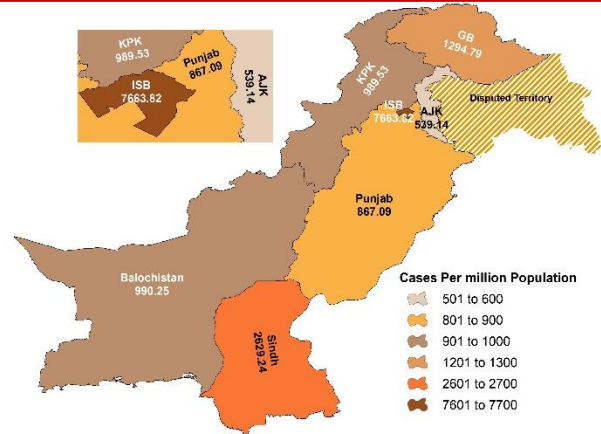 KPK
989.53
Punjab
867.09
ISB
7663.82
AJK
539.14
GB
1294.79
KPK
989.53
ISB
7663.82
AJK
539.14
Disputed Territory
Punjab
867.09
Balochistan
990.25
Sindh
2629.24
Cases Per million Population
501 to 600
801 to 900
901 to 1000
1201 to 1300
2601 to 2700
7601 to 7700